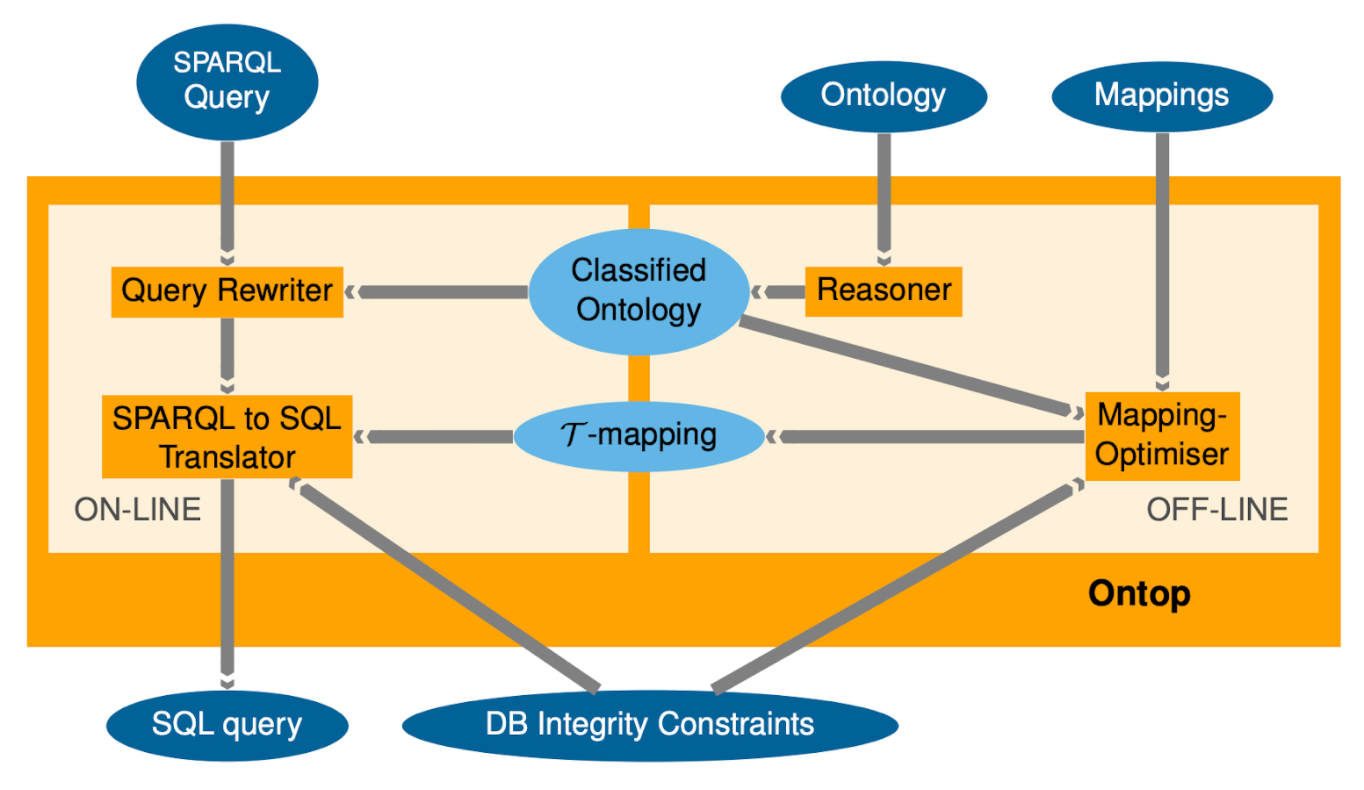 SPARQL
Query
Ontology
Mappings
Classified
Ontology
Query Rewriter
Reasoner
SPARQL to SQL
Translator
𝒯-mapping
Mapping-
Optimiser
ON-LINE
OFF-LINE
Ontop
SQL query
DB Integrity Constraints